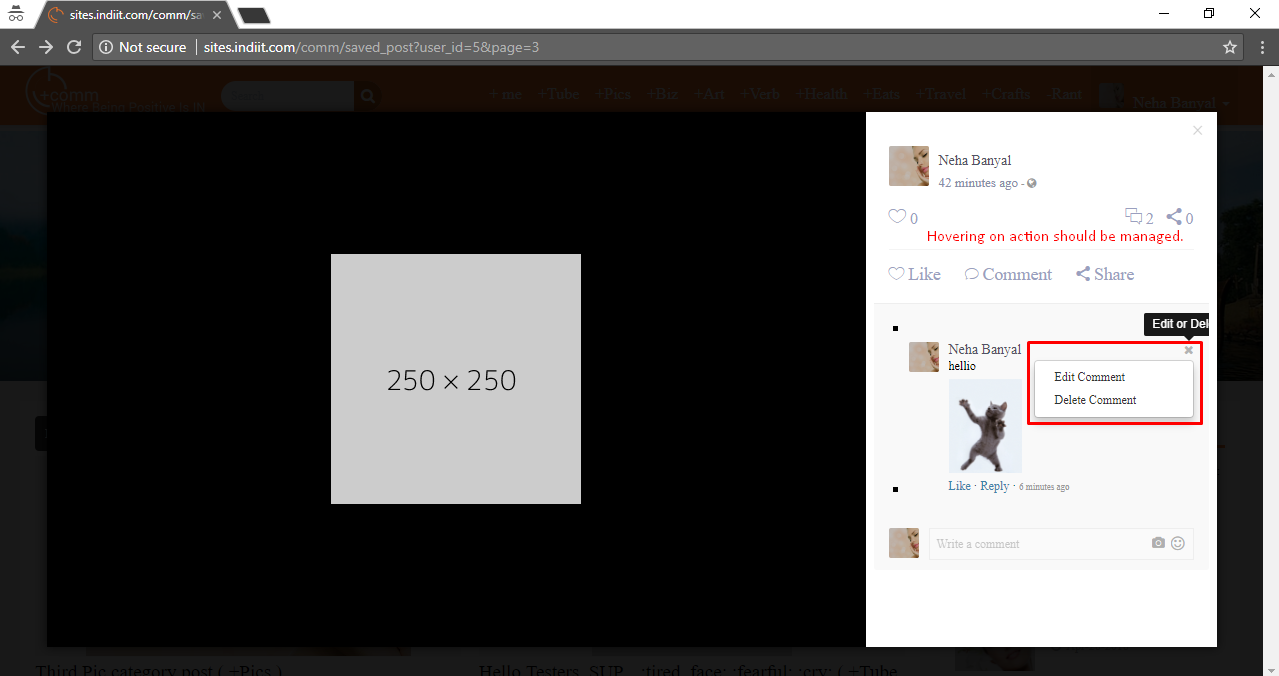 sites.indiit.com/comm/sa
Not secure | sites.indiit.com/comm/saved_post?user_id=5&page=3
+comm
Where Being Positive is IN
+ me +Tube +Pics +Biz +Art +Verb +Health +Eats +Travel +Crafts -Rant Neha Banyal
Neha Banyal
42 minutes ago -
0 2 0
Hovering on action should be managed.
Like Comment Share
250 × 250
Edit or Del
Neha Banyal
hellio
Edit Comment
Delete Comment
Like · Reply · 6 minutes ago
Write a comment
Third Pic category post ( +Pics )
Hello Testers, SUP... :tired_face: :fearful: :cry: ( +Tube